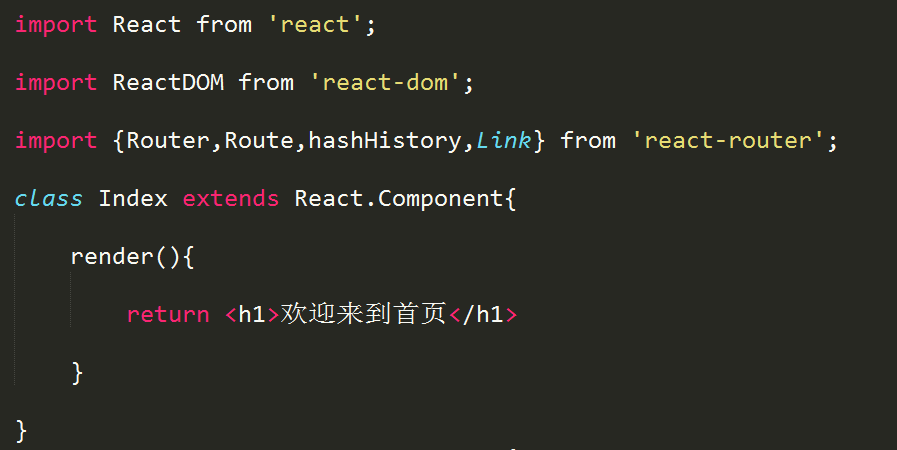 import React from 'react';
import ReactDOM from 'react-dom';
import {Router,Route,hashHistory,Link} from 'react-router';
class Index extends React.Component{
render(){
return <h1>欢迎来到首页</h1>
}
}